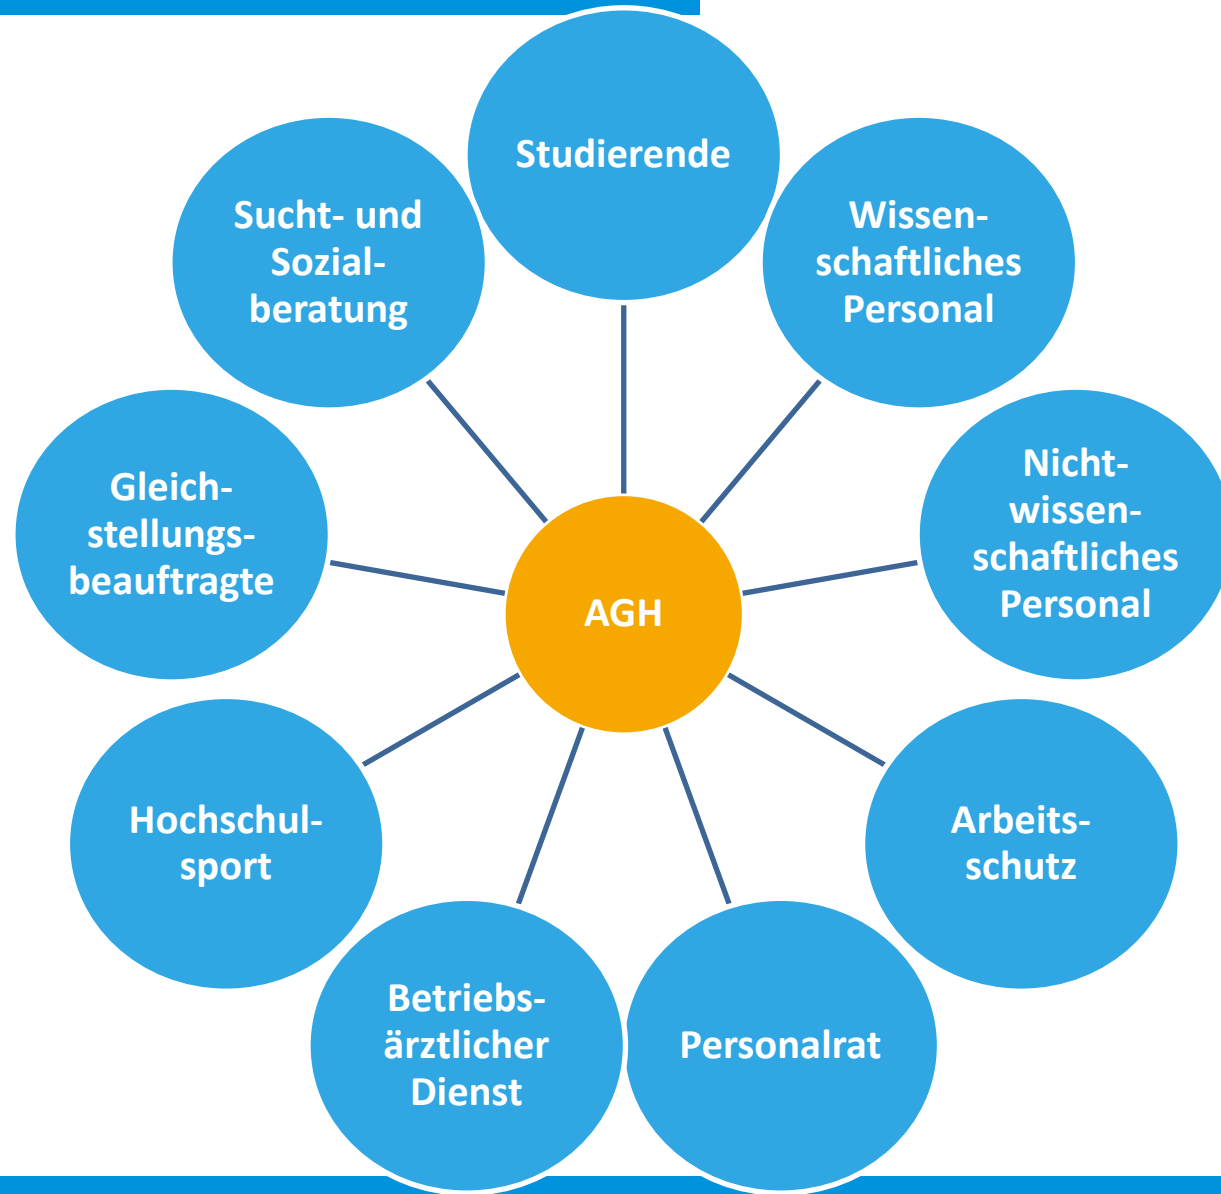 Studierende
Wissen-
schaftliches
Personal
Nicht-
wissen-
schaftliches
Personal
Arbeits-
schutz
Personalrat
Betriebs-
ärztlicher
Dienst
Hochschul-
sport
Gleich-
stellungs-
beauftragte
Sucht- und
Sozial-
beratung
AGH